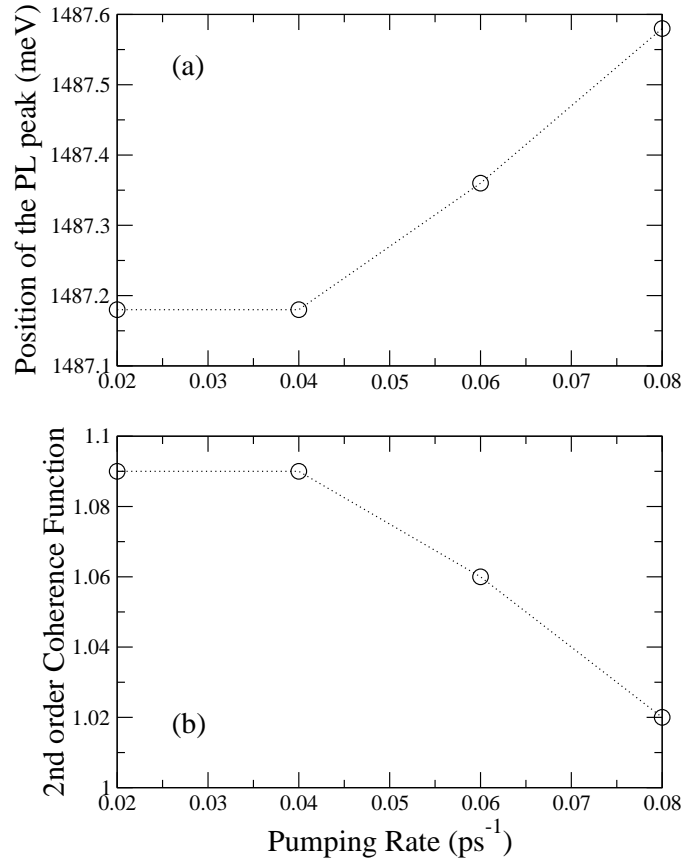 Position of the PL peak (meV)
1487.6
1487.5
1487.4
1487.3
1487.2
1487.1
(a)
0.02 0.03 0.04 0.05 0.06 0.07 0.08
2nd order Coherence Function
1.1
1.08
1.06
1.04
1.02
1
(b)
0.02 0.03 0.04 0.05 0.06 0.07 0.08
Pumping Rate (ps⁻¹)